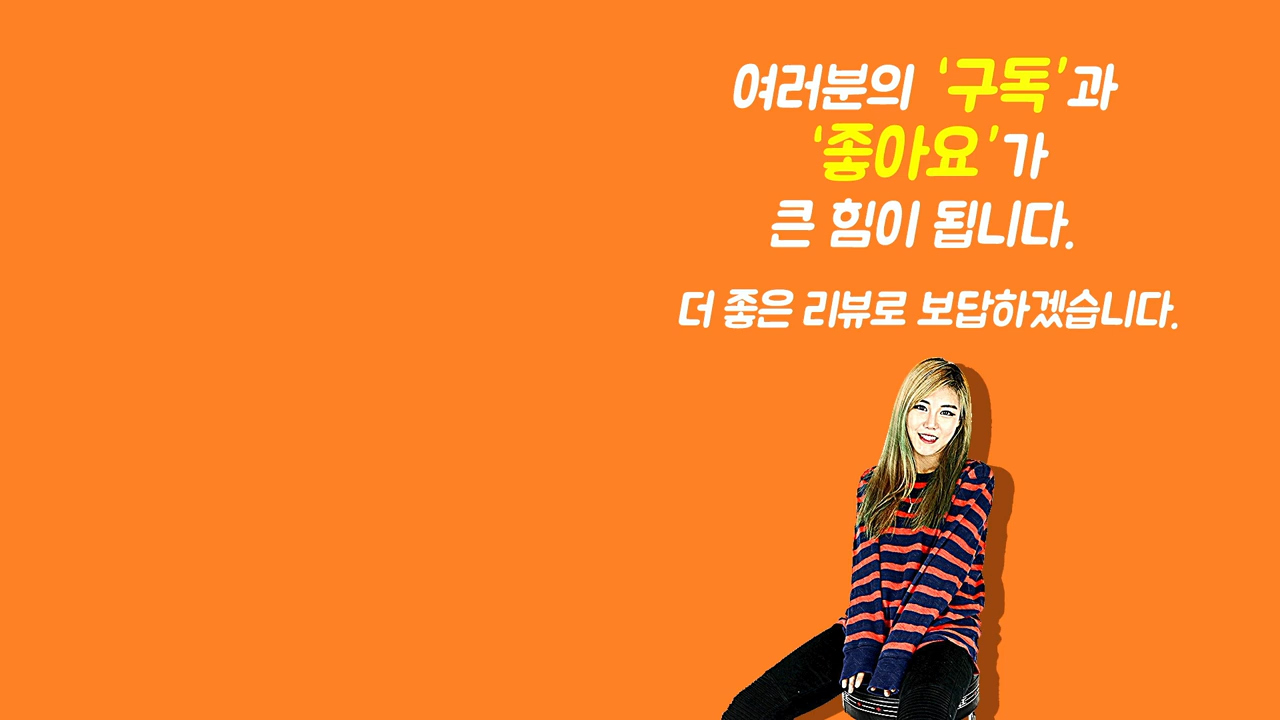 여러분의 '구독'과
'좋아요'가
큰 힘이 됩니다.
더 좋은 리뷰로 보답하겠습니다.